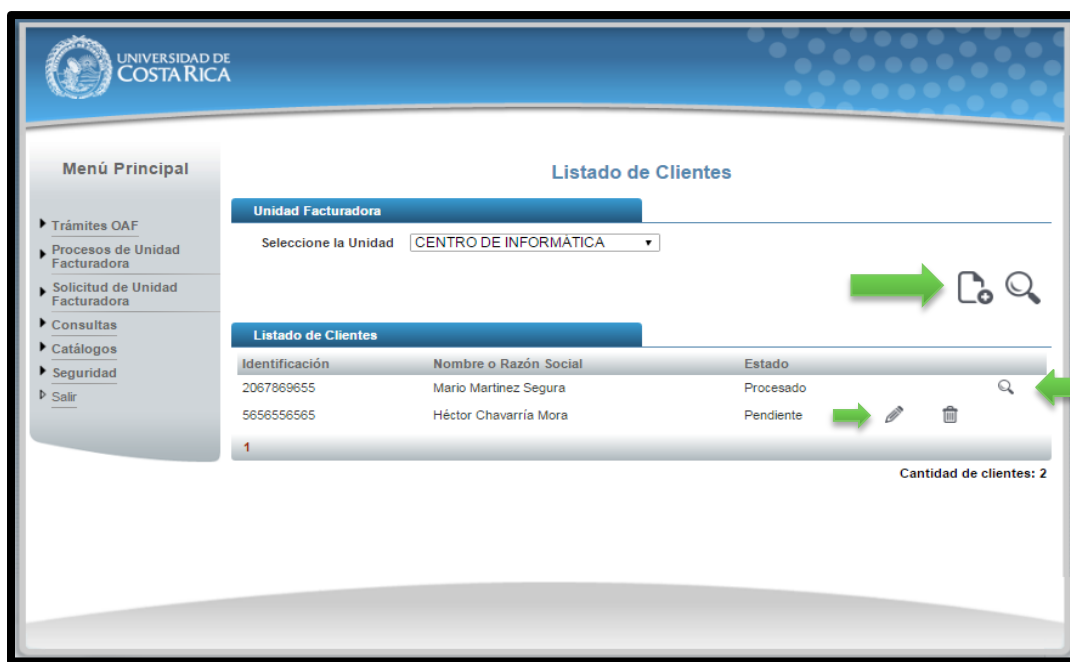 UNIVERSIDAD DE
COSTA RICA
Menú Principal
Trámites OAF
Procesos de Unidad
Facturadora
Solicitud de Unidad
Facturadora
Consultas
Catálogos
Seguridad
Salir
Listado de Clientes
Unidad Facturadora
Seleccione la Unidad CENTRO DE INFORMÁTICA
Listado de Clientes
Identificación Nombre o Razón Social Estado
2067869655 Mario Martinez Segura Procesado
5656556565 Héctor Chavarría Mora Pendiente
1
Cantidad de clientes: 2